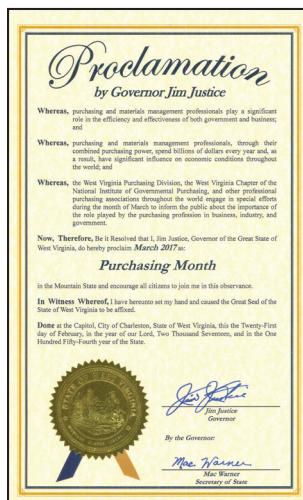 Proclamation
by Governor Jim Justice
Whereas, purchasing and materials management professionals play a significant
role in the efficiency and effectiveness of both government and business;
and
Whereas, purchasing and materials management professionals, through their
combined purchasing power, spend billions of dollars every year and, as
a result, have significant influence on economic conditions throughout
the world; and
Whereas, the West Virginia Purchasing Division, the West Virginia Chapter of the
National Institute of Governmental Purchasing, and other professional
purchasing associations throughout the world engage in special efforts
during the month of March to inform the public about the importance of
the role played by the purchasing profession in business, industry, and
government.
Now, Therefore, Be it Resolved that I, Jim Justice, Governor of the Great State of
West Virginia, do hereby proclaim March 2017 as:
Purchasing Month
in the Mountain State and encourage all citizens to join me in this observance.
In Witness Whereof, I have hereunto set my hand and caused the Great Seal of the
State of West Virginia to be affixed.
Done at the Capitol, City of Charleston, State of West Virginia, this the Twenty-First
day of February, in the year of our Lord, Two Thousand Seventeen, and in the One
Hundred Fifty-Fourth year of the State.
Jim Justice
Jim Justice
Governor
By the Governor:
Mac Warner
Mac Warner
Secretary of State